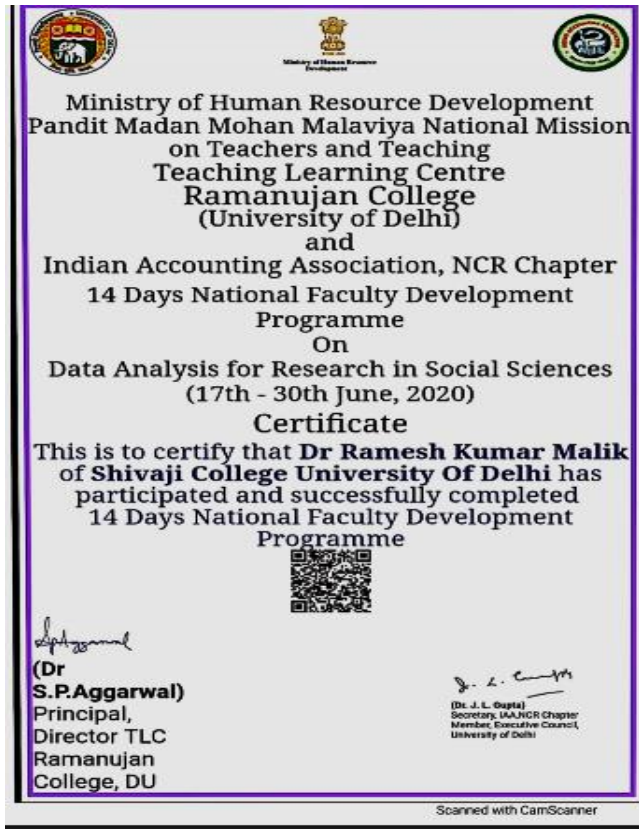 Ministry of Human Resource
Development
Ministry of Human Resource Development
Pandit Madan Mohan Malaviya National Mission
on Teachers and Teaching
Teaching Learning Centre
Ramanujan College
(University of Delhi)
and
Indian Accounting Association, NCR Chapter
14 Days National Faculty Development
Programme
On
Data Analysis for Research in Social Sciences
(17th - 30th June, 2020)
Certificate
This is to certify that Dr Ramesh Kumar Malik
of Shivaji College University Of Delhi has
participated and successfully completed
14 Days National Faculty Development
Programme
(Dr
S.P.Aggarwal)
Principal,
Director TLC
Ramanujan
College, DU
(Dr. J. L. Gupta)
Secretary, IAA,NCR Chapter
Member, Executive Council,
University of Delhi
Scanned with CamScanner